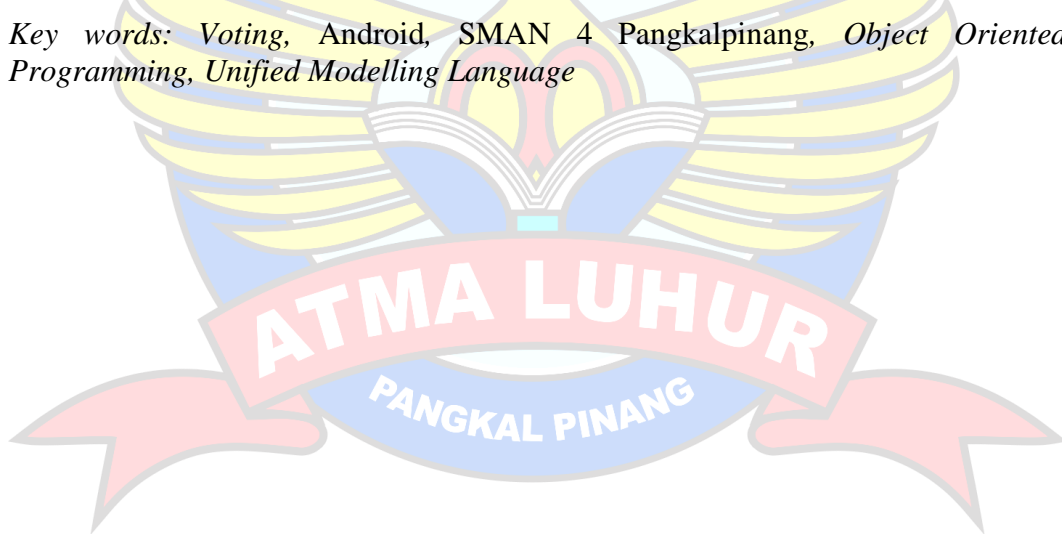 Key words: Voting, Android, SMAN 4 Pangkalpinang, Object Oriented
Programming, Unified Modelling Language
ATMA LUHUR
PANGKAL PINANG